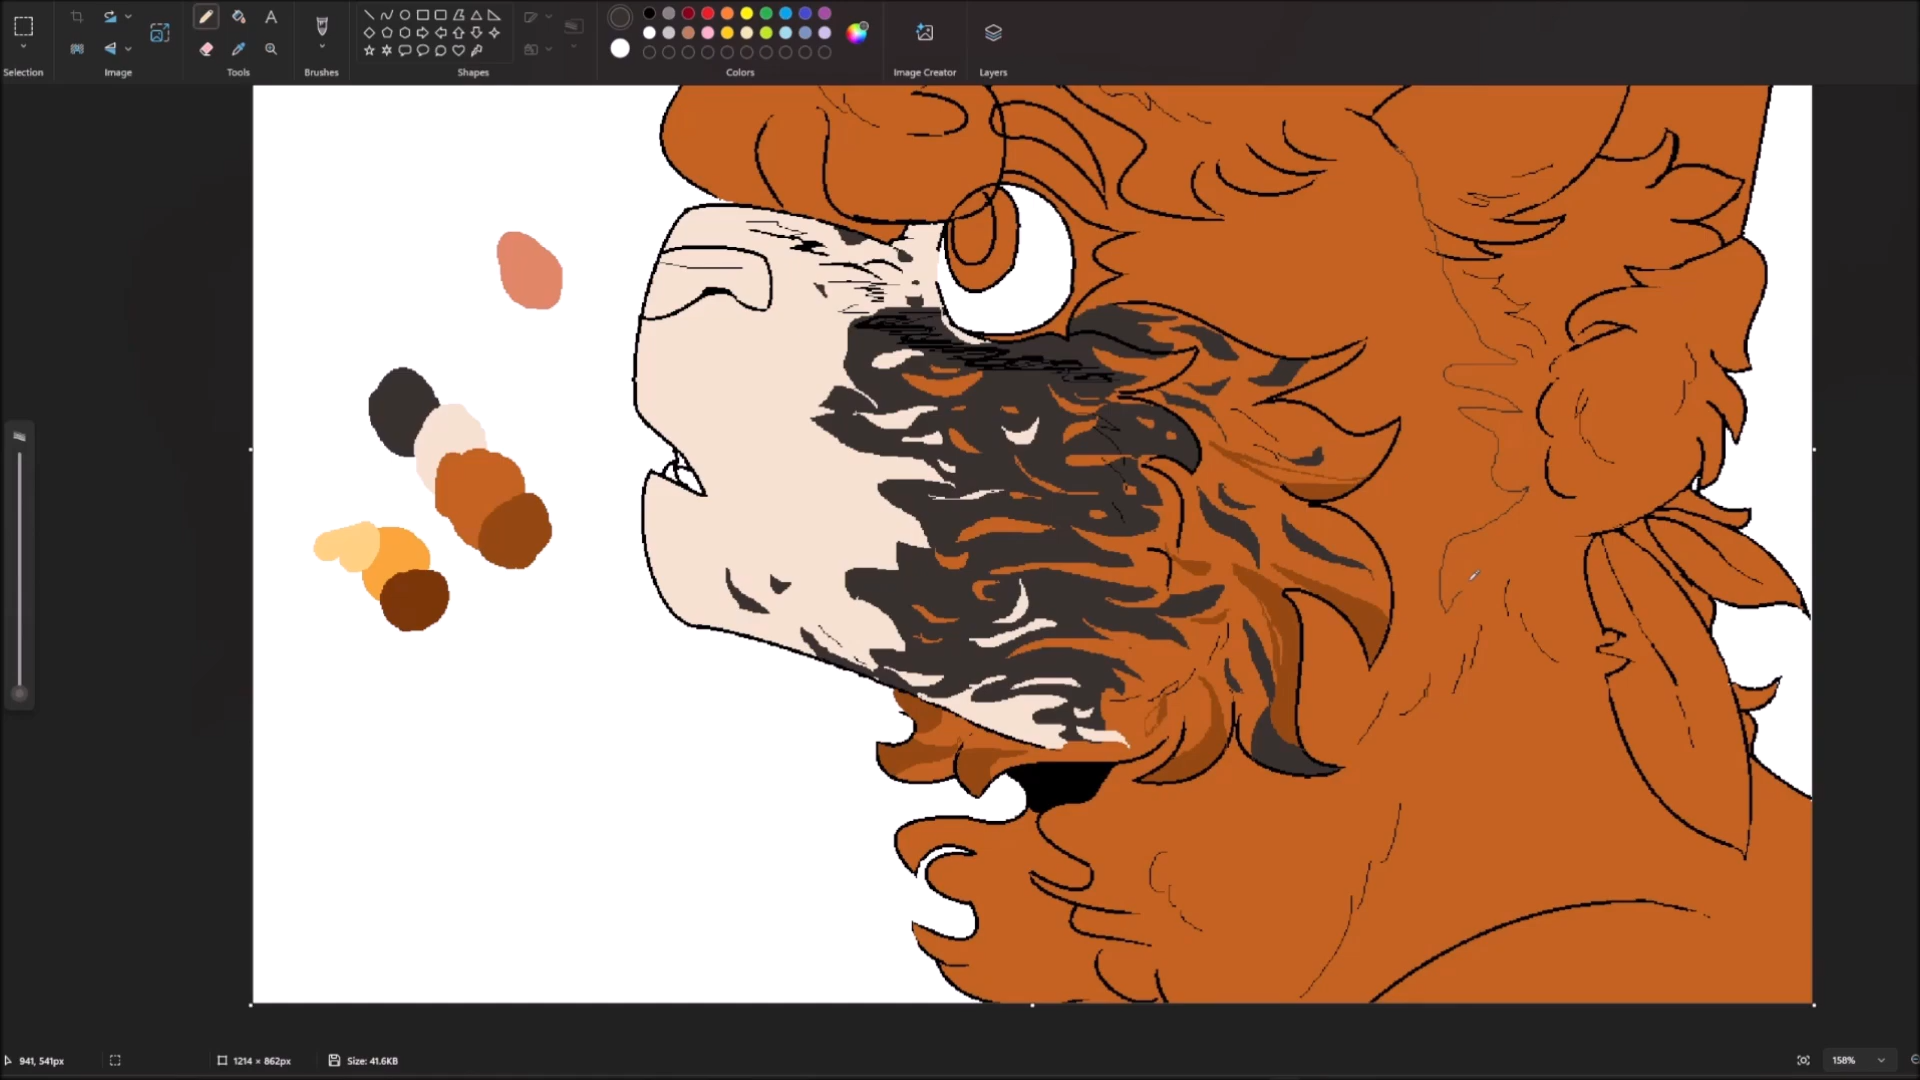 A
Selection
Image
Tools
Brushes
Shapes
Colors
Image Creator
Layers
941, 541px
1214 × 862px
Size: 41.6KB
158%